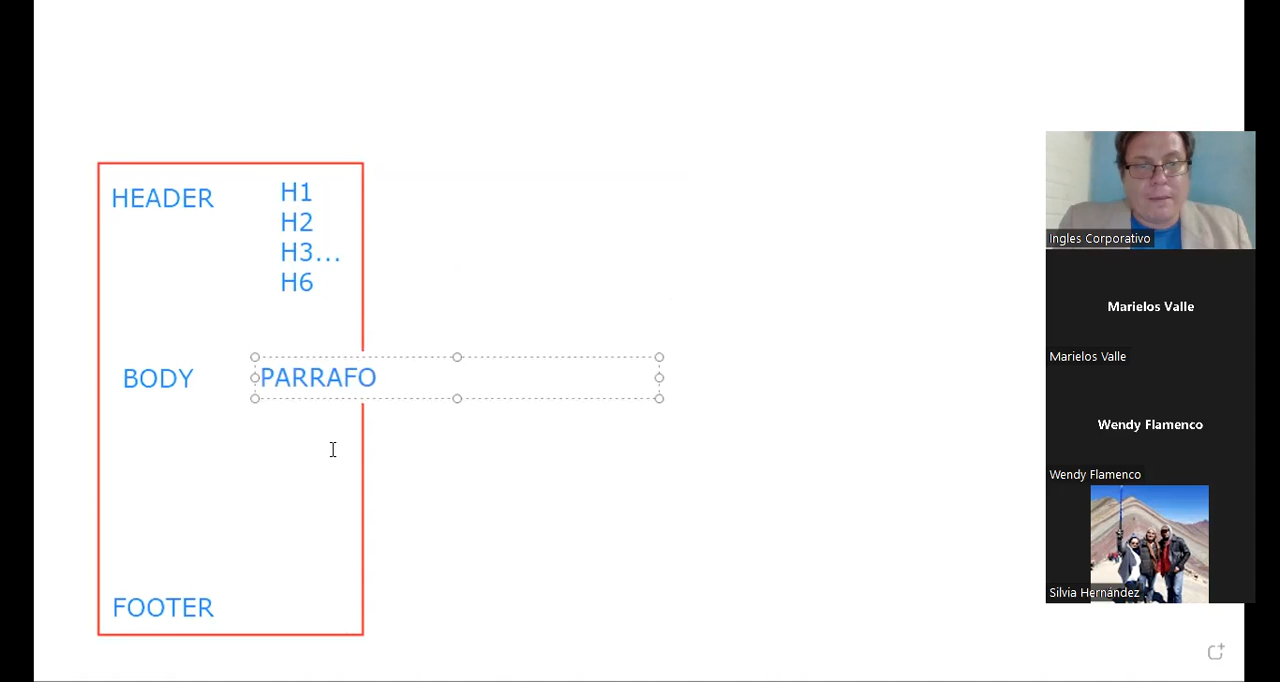 HEADER
H1
H2
H3...
H6
BODY
PARRAFO
FOOTER
Ingles Corporativo
Marielos Valle
Marielos Valle
Wendy Flamenco
Wendy Flamenco
Silvia Hernández